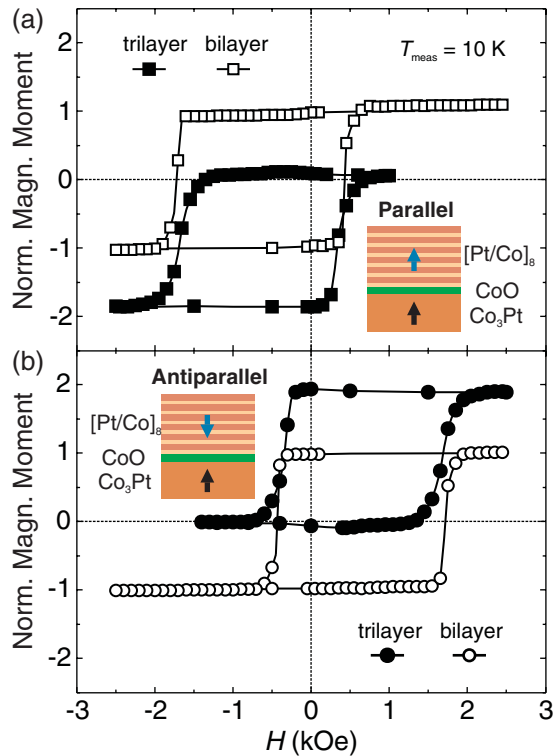 (a)
trilayer bilayer
T_meas = 10 K
Norm. Magn. Moment
2
1
0
-1
-2
Parallel
[Pt/Co]₈
CoO
Co₃Pt
(b)
Antiparallel
[Pt/Co]₈
CoO
Co₃Pt
Norm. Magn. Moment
2
1
0
-1
-2
trilayer bilayer
-3 -2 -1 0 1 2 3
H (kOe)